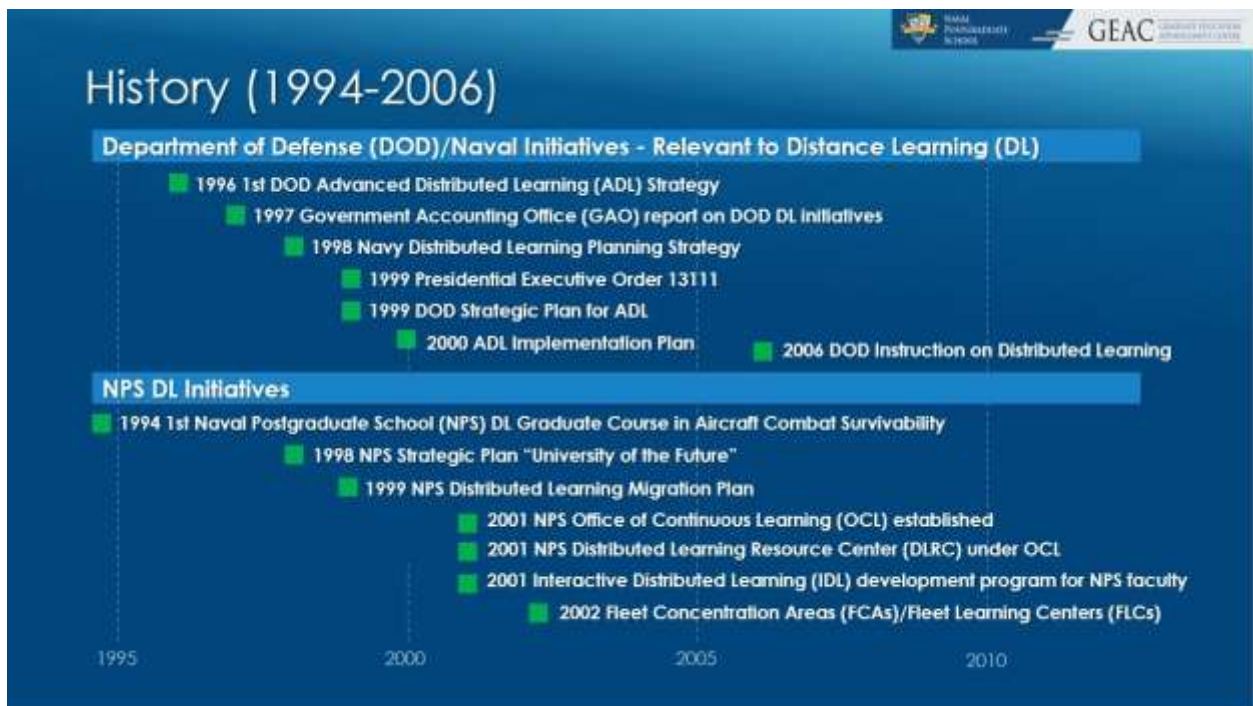 NAVAL
POSTGRADUATE
SCHOOL
GEAC
History (1994-2006)
Department of Defense (DOD)/Naval Initiatives - Relevant to Distance Learning (DL)
1996 1st DOD Advanced Distributed Learning (ADL) Strategy
1997 Government Accounting Office (GAO) report on DOD DL initiatives
1998 Navy Distributed Learning Planning Strategy
1999 Presidential Executive Order 13111
1999 DOD Strategic Plan for ADL
2000 ADL Implementation Plan
2006 DOD Instruction on Distributed Learning
NPS DL Initiatives
1994 1st Naval Postgraduate School (NPS) DL Graduate Course in Aircraft Combat Survivability
1998 NPS Strategic Plan “University of the Future”
1999 NPS Distributed Learning Migration Plan
2001 NPS Office of Continuous Learning (OCL) established
2001 NPS Distributed Learning Resource Center (DLRC) under OCL
2001 Interactive Distributed Learning (IDL) development program for NPS faculty
2002 Fleet Concentration Areas (FCAs)/Fleet Learning Centers (FLCs)
1995 2000 2005 2010